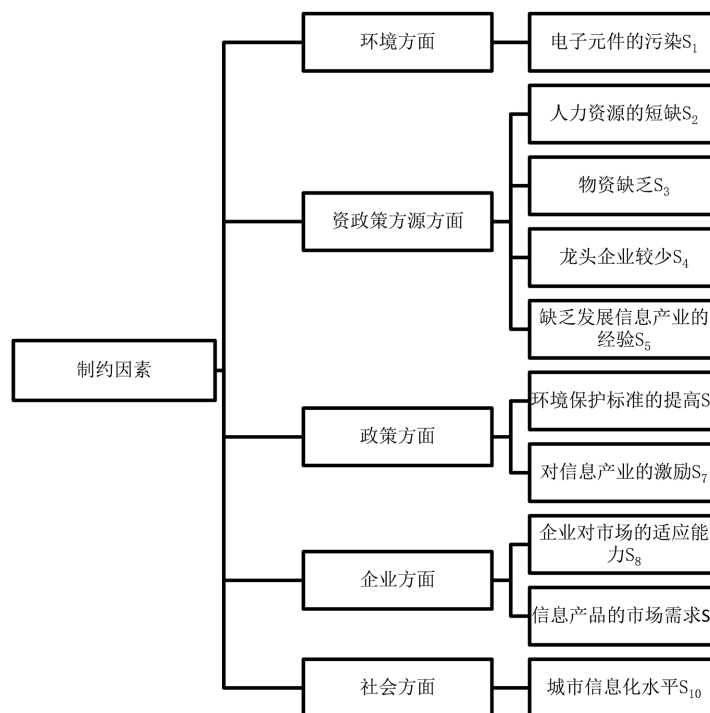 环境方面
电子元件的污染S₁
人力资源的短缺S₂
物资缺乏S₃
资政策方源方面
龙头企业较少S₄
缺乏发展信息产业的
经验S₅
制约因素
环境保护标准的提高S
政策方面
对信息产业的激励S₇
企业对市场的适应能
力S₈
企业方面
信息产品的市场需求S
社会方面
城市信息化水平S₁₀